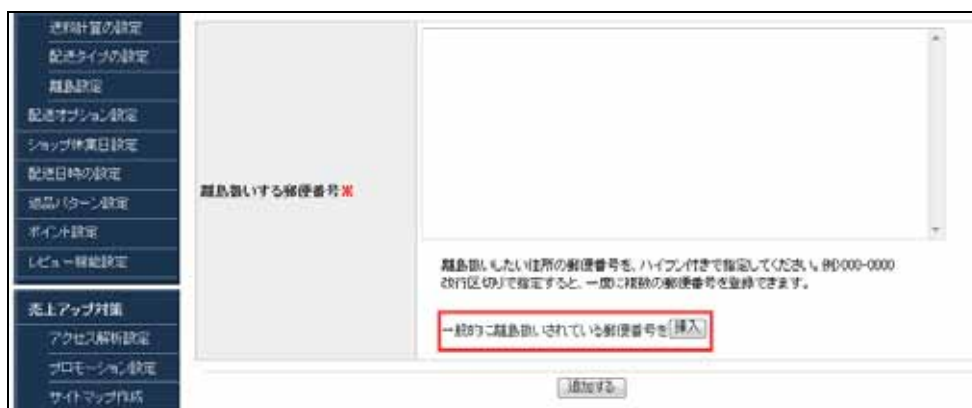 送料計算の設定
配送タイプの設定
離島設定
配送オプション設定
ショップ休業日設定
配送日時の設定
返品パターン設定
ポイント設定
レビュー機能設定
売上アップ対策
アクセス解析設定
プロモーション設定
サイトマップ作成
離島扱いする郵便番号※
離島扱いしたい住所の郵便番号を、ハイフン付きで指定してください。例)000-0000
改行区切りで指定すると、一度に複数の郵便番号を登録できます。
一般的に離島扱いされている郵便番号を 挿入
追加する